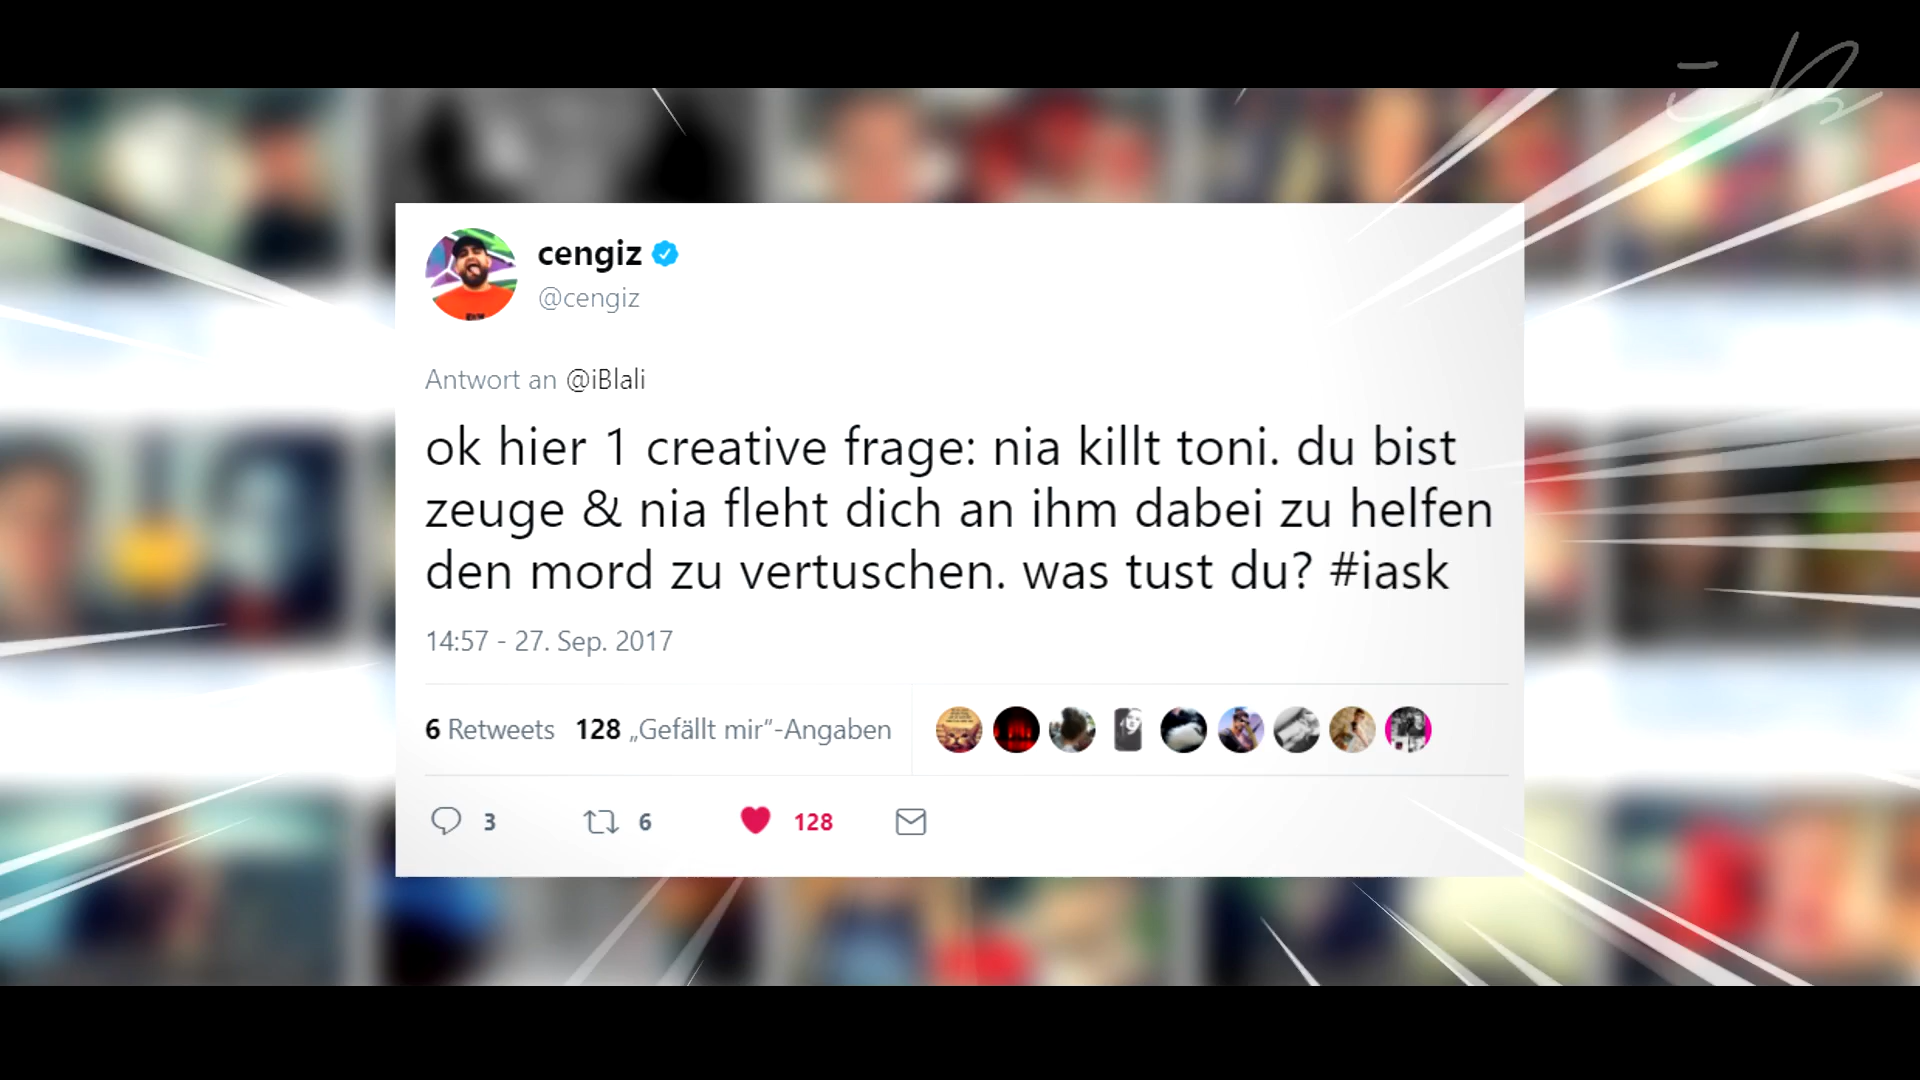 cengiz
@cengiz
Antwort an @iBlali
ok hier 1 creative frage: nia killt toni. du bist
zeuge & nia fleht dich an ihm dabei zu helfen
den mord zu vertuschen. was tust du? #iask
14:57 - 27. Sep. 2017
6 Retweets 128 „Gefällt mir“-Angaben
3 6 128